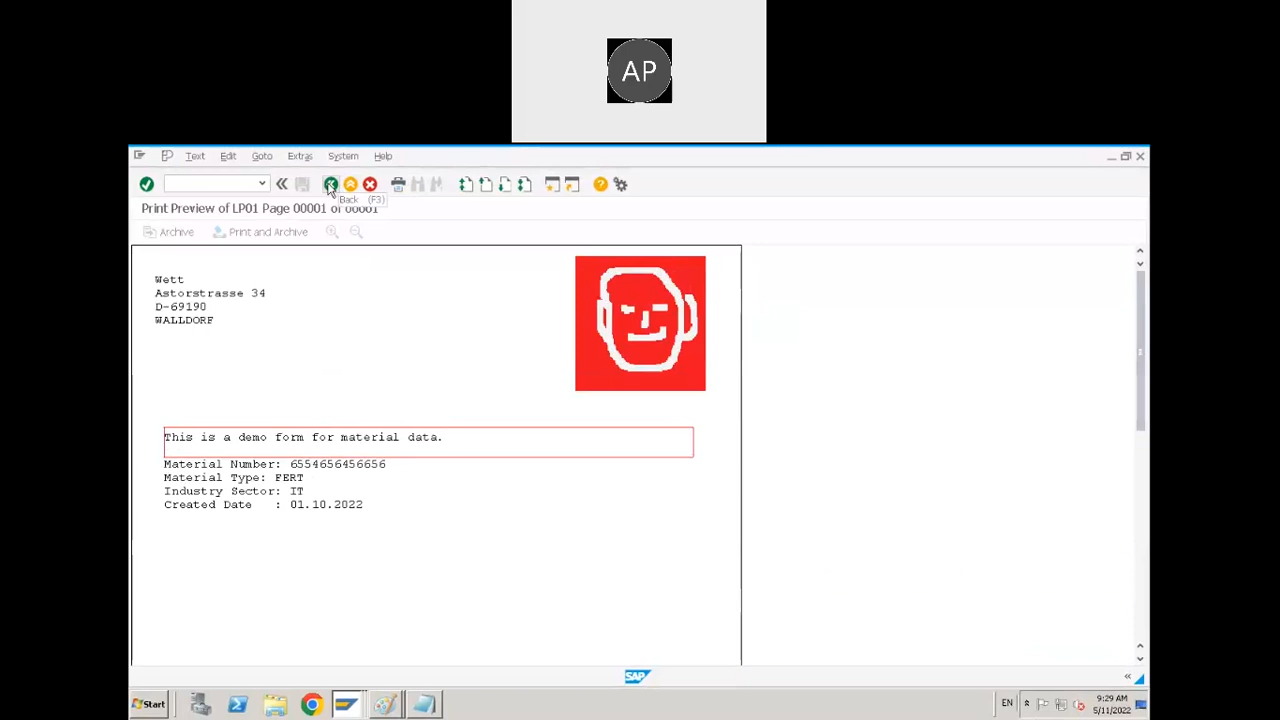 AP
Text Edit Goto Extras System Help
Back (F3)
Print Preview of LP01 Page 00001 of 00001
Archive Print and Archive
Wett
Astorstrasse 34
D-69190
WALLDORF
This is a demo form for material data.
Material Number: 6554656456656
Material Type: FERT
Industry Sector: IT
Created Date : 01.10.2022
SAP
Start
EN
9:29 AM
5/11/2022